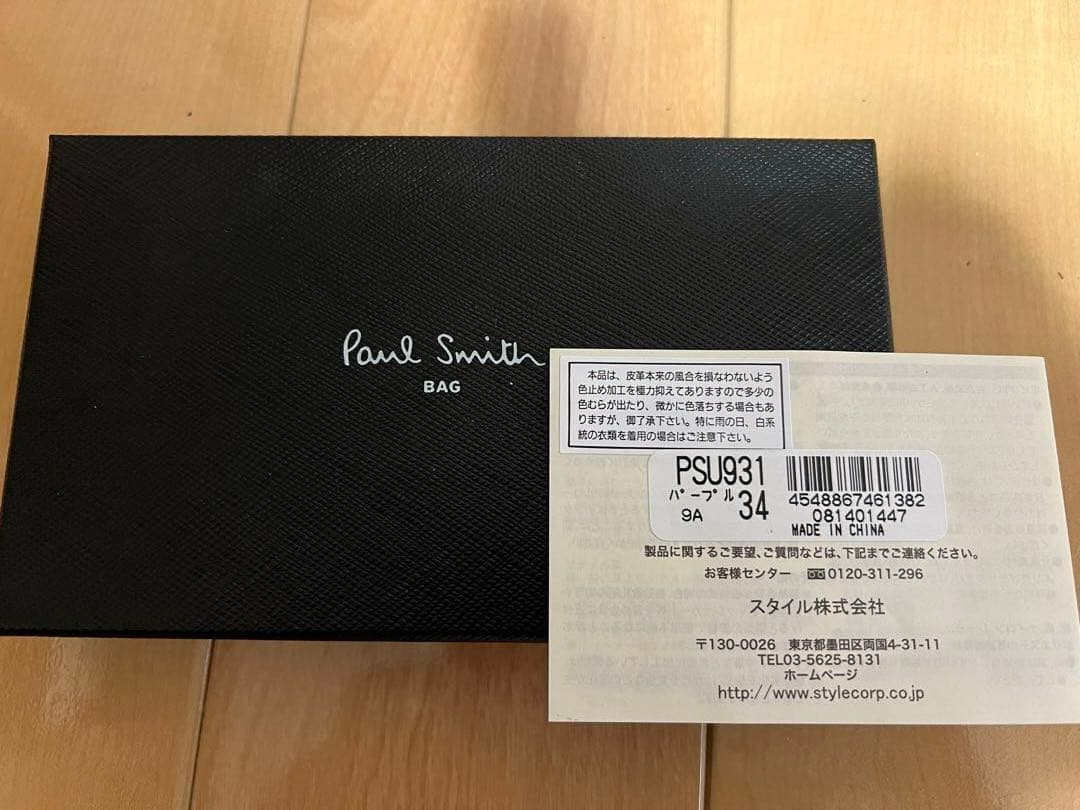 Paul Smith
BAG
本品は、皮革本来の風合を損なわないよう
色止め加工を極力抑えてありますので多少の
色むらが出たり、微かに色落ちする場合もあ
りますが、御了承下さい。特に雨の日、白系
統の衣類を着用の場合はご注意下さい。
PSU931
パープル 34
9A
4548867461382
081401447
MADE IN CHINA
製品に関するご要望、ご質問などは、下記までご連絡ください。
お客様センター 0120-311-296
スタイル株式会社
〒130-0026 東京都墨田区両国4-31-11
TEL03-5625-8131
ホームページ
http://www.stylecorp.co.jp